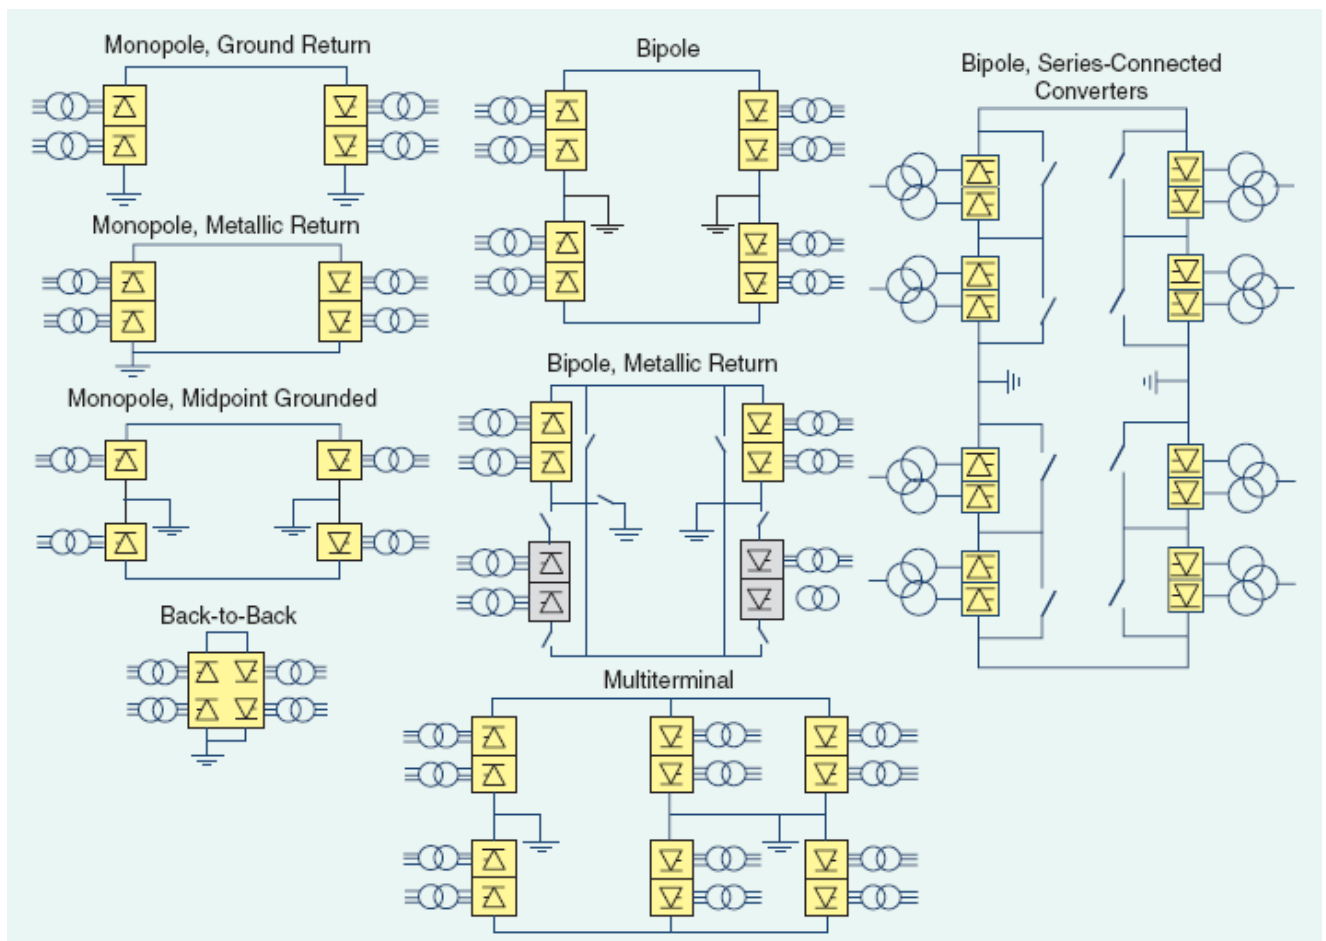 Monopole, Ground Return
Monopole, Metallic Return
Monopole, Midpoint Grounded
Back-to-Back
Bipole
Bipole, Metallic Return
Multiterminal
Bipole, Series-Connected
Converters